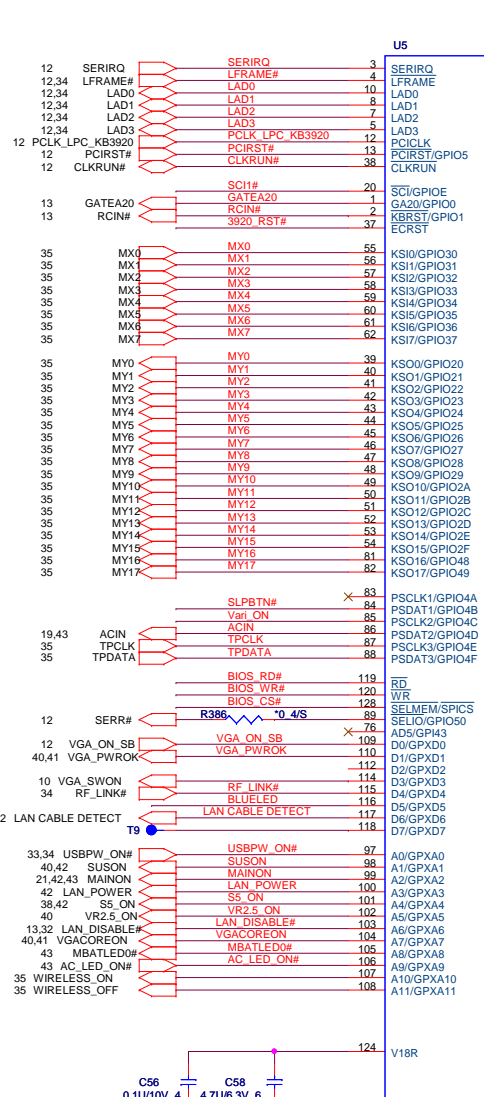 U5
12 SERIRQ SERIRQ 3 SERIRQ
12,34 LFRAME# LFRAME# 4 LFRAME
12,34 LAD0 LAD0 10 LAD0
12,34 LAD1 LAD1 8 LAD1
12,34 LAD2 LAD2 7 LAD2
12,34 LAD3 LAD3 5 LAD3
12 PCLK_LPC_KB3920 PCLK_LPC_KB3920 12 PCICLK
12 PCIRST# PCIRST# 13 PCIRST/GPIO5
12 CLKRUN# CLKRUN# 38 CLKRUN
SCI1# 20 SCI/GPIOE
13 GATEA20 GATEA20 1 GA20/GPIO0
13 RCIN# RCIN# 2 KBRST/GPIO1
3920_RST# 37 ECRST
35 MX0 MX0 55 KSI0/GPIO30
35 MX1 MX1 56 KSI1/GPIO31
35 MX2 MX2 57 KSI2/GPIO32
35 MX3 MX3 58 KSI3/GPIO33
35 MX4 MX4 59 KSI4/GPIO34
35 MX5 MX5 60 KSI5/GPIO35
35 MX6 MX6 61 KSI6/GPIO36
35 MX7 MX7 62 KSI7/GPIO37
35 MY0 MY0 39 KSO0/GPIO20
35 MY1 MY1 40 KSO1/GPIO21
35 MY2 MY2 41 KSO2/GPIO22
35 MY3 MY3 42 KSO3/GPIO23
35 MY4 MY4 43 KSO4/GPIO24
35 MY5 MY5 44 KSO5/GPIO25
35 MY6 MY6 45 KSO6/GPIO26
35 MY7 MY7 46 KSO7/GPIO27
35 MY8 MY8 47 KSO8/GPIO28
35 MY9 MY9 48 KSO9/GPIO29
35 MY10 MY10 49 KSO10/GPIO2A
35 MY11 MY11 50 KSO11/GPIO2B
35 MY12 MY12 51 KSO12/GPIO2C
35 MY13 MY13 52 KSO13/GPIO2D
35 MY14 MY14 53 KSO14/GPIO2E
35 MY15 MY15 54 KSO15/GPIO2F
35 MY16 MY16 81 KSO16/GPIO48
35 MY17 MY17 82 KSO17/GPIO49
83 PSCLK1/GPIO4A
SLPBTN# 84 PSDAT1/GPIO4B
Vari_ON 85 PSCLK2/GPIO4C
19,43 ACIN ACIN 86 PSDAT2/GPIO4D
35 TPCLK TPCLK 87 PSCLK3/GPIO4E
35 TPDATA TPDATA 88 PSDAT3/GPIO4F
BIOS_RD# 119 RD
BIOS_WR# 120 WR
BIOS_CS# 128 SELMEM/SPICS
12 SERR# R386 *0_4/S 89 SELIO/GPIO50
76 AD5/GPI43
12 VGA_ON_SB VGA_ON_SB 109 D0/GPXD0
40,41 VGA_PWROK VGA_PWROK 110 D1/GPXD1
112 D2/GPXD2
10 VGA_SWON 114 D3/GPXD3
34 RF_LINK# RF_LINK# 115 D4/GPXD4
BLUELED 116 D5/GPXD5
2 LAN CABLE DETECT LAN CABLE DETECT 117 D6/GPXD6
T9 118 D7/GPXD7
33,34 USBPW_ON# USBPW_ON# 97 A0/GPXA0
40,42 SUSON SUSON 98 A1/GPXA1
21,42,43 MAINON MAINON 99 A2/GPXA2
42 LAN_POWER LAN_POWER 100 A3/GPXA3
38,42 S5_ON S5_ON 101 A4/GPXA4
40 VR2.5_ON VR2.5_ON 102 A5/GPXA5
13,32 LAN_DISABLE# LAN_DISABLE# 103 A6/GPXA6
40,41 VGACOREON VGACOREON 104 A7/GPXA7
43 MBATLED0# MBATLED0# 105 A8/GPXA8
43 AC_LED_ON# AC_LED_ON# 106 A9/GPXA9
35 WIRELESS_ON 107 A10/GPXA10
35 WIRELESS_OFF 108 A11/GPXA11
124 V18R
C56 C58
0.1U/10V_4 4.7U/6.3V_6